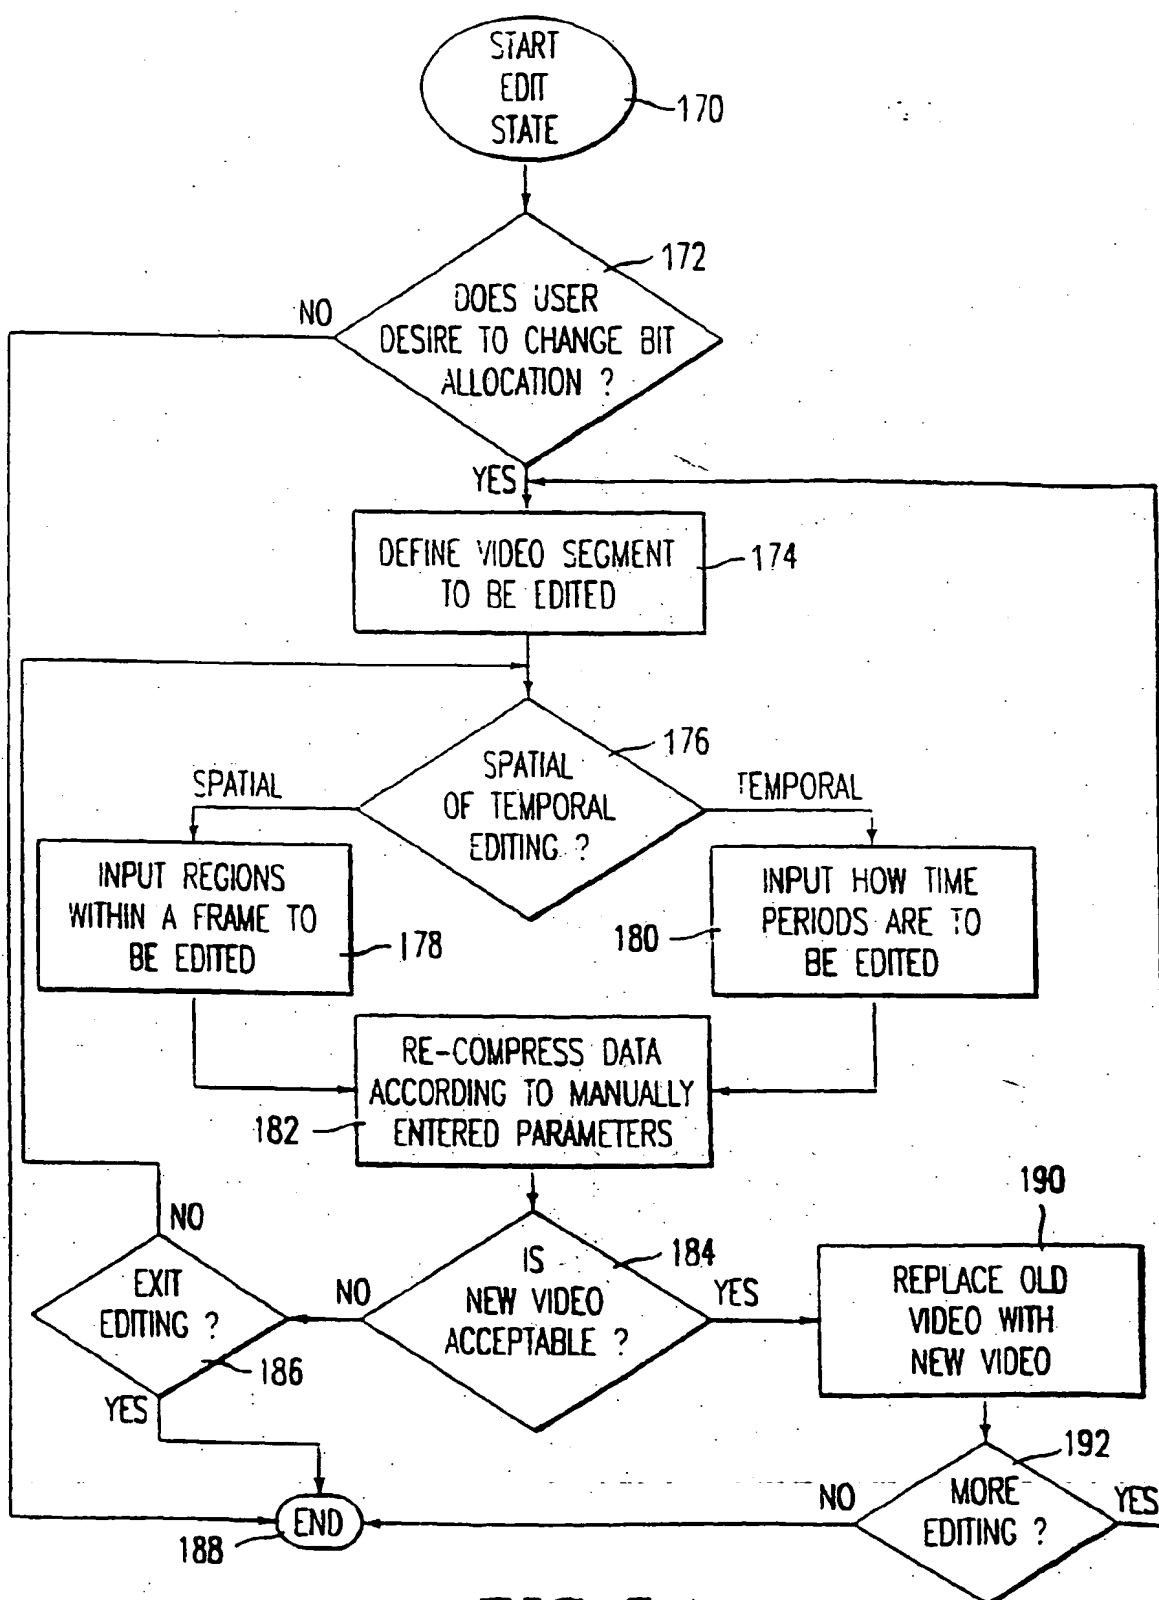 START
EDIT
STATE
170
172
DOES USER
DESIRE TO CHANGE BIT
ALLOCATION ?
NO
YES
DEFINE VIDEO SEGMENT
TO BE EDITED
174
176
SPATIAL
OF TEMPORAL
EDITING ?
SPATIAL
TEMPORAL
INPUT REGIONS
WITHIN A FRAME TO
BE EDITED
178
INPUT HOW TIME
PERIODS ARE TO
BE EDITED
180
RE-COMPRESS DATA
ACCORDING TO MANUALLY
ENTERED PARAMETERS
182
IS
NEW VIDEO
ACCEPTABLE ?
184
NO
YES
EXIT
EDITING ?
186
NO
YES
190
REPLACE OLD
VIDEO WITH
NEW VIDEO
192
MORE
EDITING ?
NO
YES
END
188